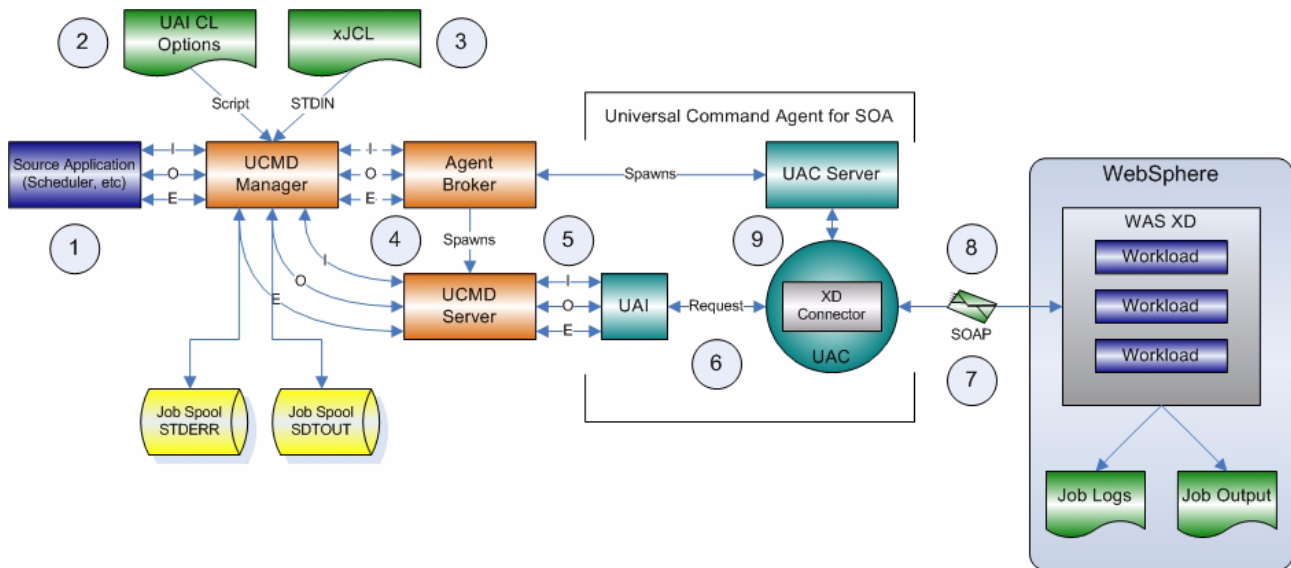 2
UAI CL
Options
xJCL
3
Script
STDIN
Universal Command Agent for SOA
Source Application
(Scheduler, etc)
I
O
E
UCMD
Manager
I
O
E
Agent
Broker
Spawns
UAC Server
WebSphere
WAS XD
Workload
Workload
Workload
1
4
Spawns
5
9
8
I
O
E
UCMD
Server
I
O
E
UAI
Request
XD
Connector
UAC
SOAP
6
7
Job Spool
STDERR
Job Spool
SDTOUT
Job Logs
Job Output